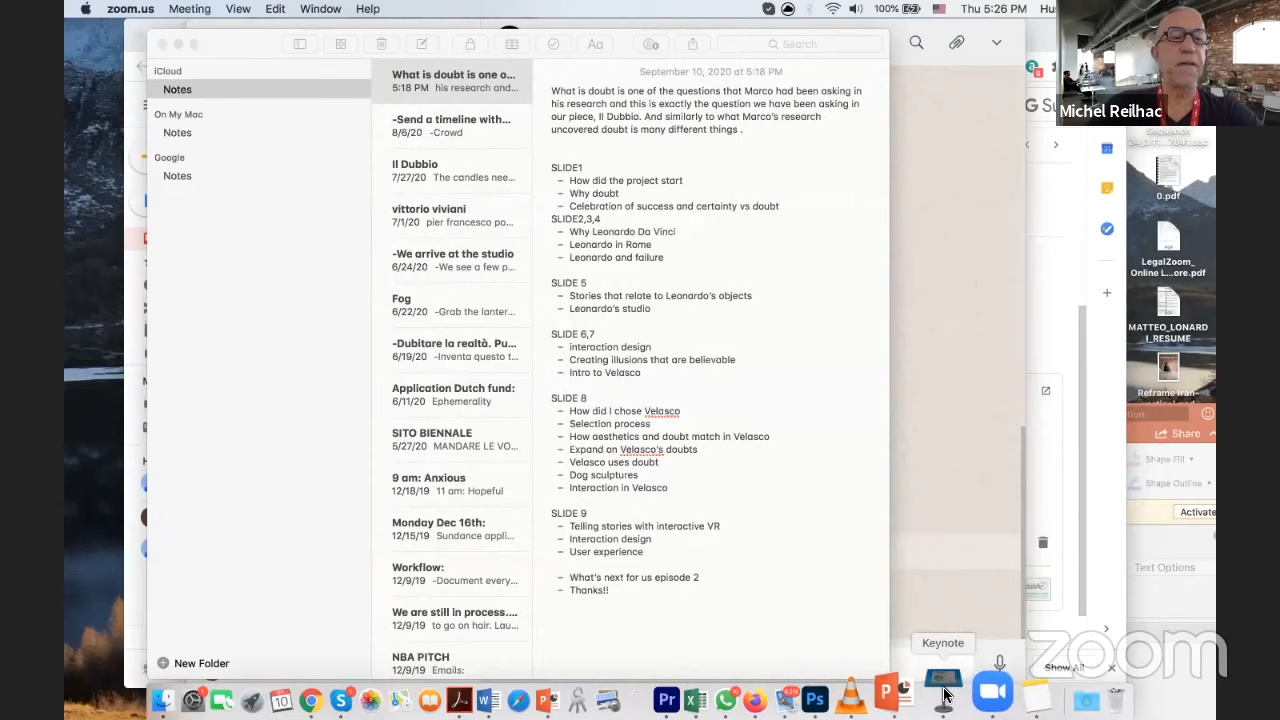 zoom.us Meeting View Edit Window Help
100% Thu 5:26 PM Hu
Michel Reilhac
Aa
Search
iCloud
Notes
On My Mac
Notes
Google
Notes
New Folder
What is doubt is one o...
5:18 PM his research and...
-Send a timeline with...
8/6/20 -Crowd
Il Dubbio
7/27/20 The candles nee...
vittorio viviani
7/1/20 pier francesco po...
-We arrive at the studio
6/24/20 -We see a few p...
Fog
6/22/20 -Grab the lanter...
-Dubitare la realtà. Pu...
6/19/20 -Inventa questo t...
Application Dutch fund:
6/11/20 Ephemerality
SITO BIENNALE
5/27/20 MANDARE LE VO...
9 am: Anxious
12/18/19 11 am: Hopeful
Monday Dec 16th:
12/15/19 Sundance appli...
Workflow:
12/9/19 -Document every...
We are still in process....
12/9/19 to go on hair. Lau...
NBA PITCH
12/9/19 Emails:
September 10, 2020 at 5:18 PM
What is doubt is one of the questions that Marco had been asking in
his research and this is exactly the question we have been asking in
our piece, Il Dubbio. And similorly to what Marco's research
uncovered doubt is many different things .
SLIDE1
– How did the project start
– Why doubt
– Celebration of success and certainty vs doubt
SLIDE2,3,4
– Why Leonardo Da Vinci
– Leonardo in Rome
– Leonardo and failure
SLIDE 5
– Stories that relate to Leonardo's objects
– Leonardo's studio
SLIDE 6,7
– interaction design
– Creating illusions that are believable
– Intro to Velasco
SLIDE 8
– How did I chose Velasco
– Selection process
– How aesthetics and doubt match in Velasco
– Expand on Velasco's doubts
– Velasco uses doubt
– Dog sculptures
– Interaction in Velasco
SLIDE 9
– Telling stories with interactive VR
– Interaction design
– User experience
– What's next for us episode 2
– Thanks!!
0.pdf
LegalZoom_
Online L...ore.pdf
MATTEO_LONARD
I_RESUME
Reframe Iran-
Share
Shape Fill
Shape Outline
Activate
Text Options
Keynote
Show All
zoom